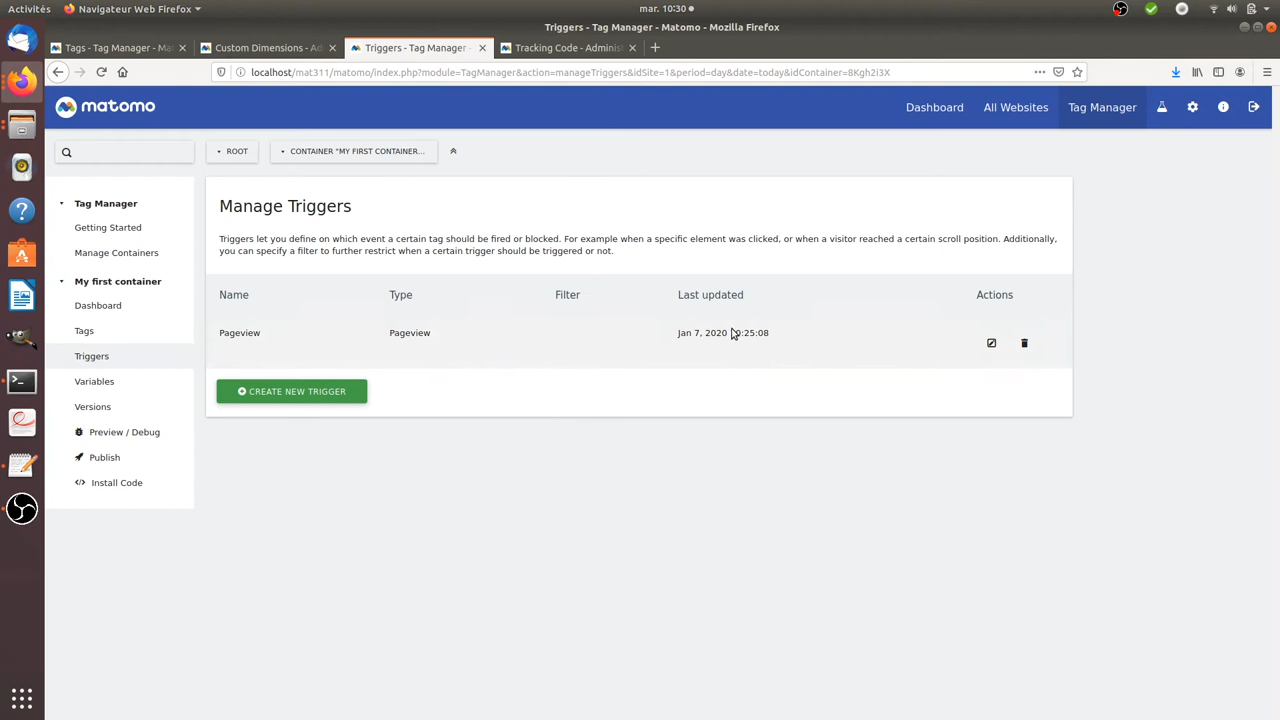 Activités
Navigateur Web Firefox
mar. 10:30
Triggers - Tag Manager - Matomo - Mozilla Firefox
Tags - Tag Manager - Ma
Custom Dimensions - Ad
Triggers - Tag Manager -
Tracking Code - Administ
localhost/mat311/matomo/index.php?module=TagManager&action=manageTriggers&idSite=1&period=day&date=today&idContainer=8Kgh2i3X
matomo
Dashboard
All Websites
Tag Manager
ROOT
CONTAINER "MY FIRST CONTAINER...
Tag Manager
Getting Started
Manage Containers
My first container
Dashboard
Tags
Triggers
Variables
Versions
Preview / Debug
Publish
Install Code
Manage Triggers
Triggers let you define on which event a certain tag should be fired or blocked. For example when a specific element was clicked, or when a visitor reached a certain scroll position. Additionally,
you can specify a filter to further restrict when a certain trigger should be triggered or not.
Name Type Filter Last updated Actions
Pageview Pageview Jan 7, 2020
CREATE NEW TRIGGER